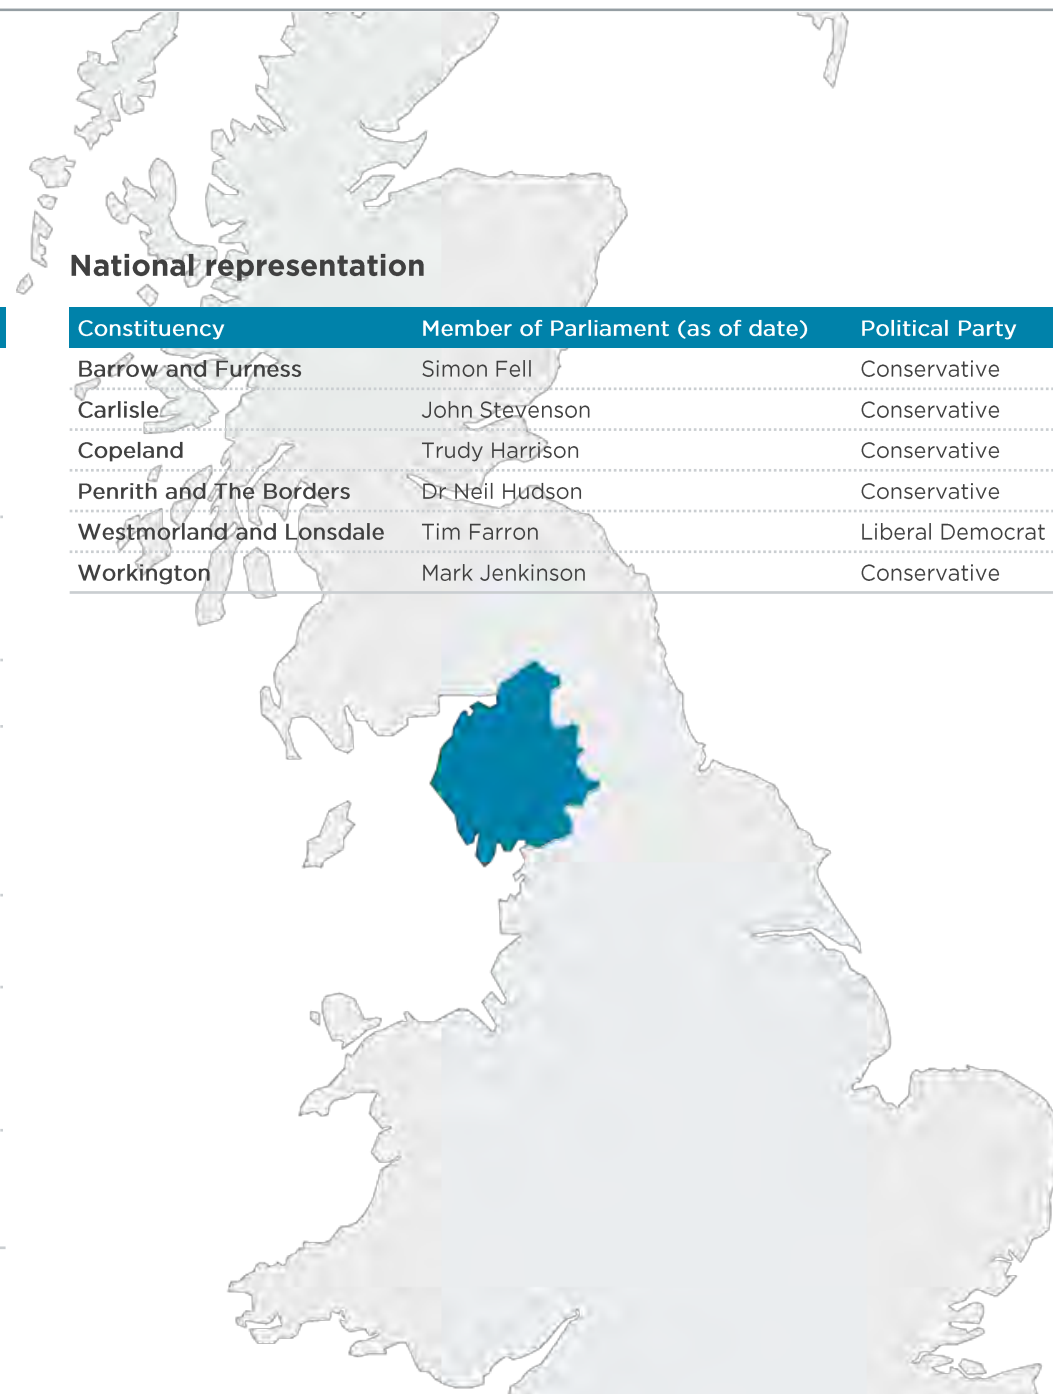 National representation
Constituency Member of Parliament (as of date) Political Party
Barrow and Furness Simon Fell Conservative
Carlisle John Stevenson Conservative
Copeland Trudy Harrison Conservative
Penrith and The Borders Dr Neil Hudson Conservative
Westmorland and Lonsdale Tim Farron Liberal Democrat
Workington Mark Jenkinson Conservative